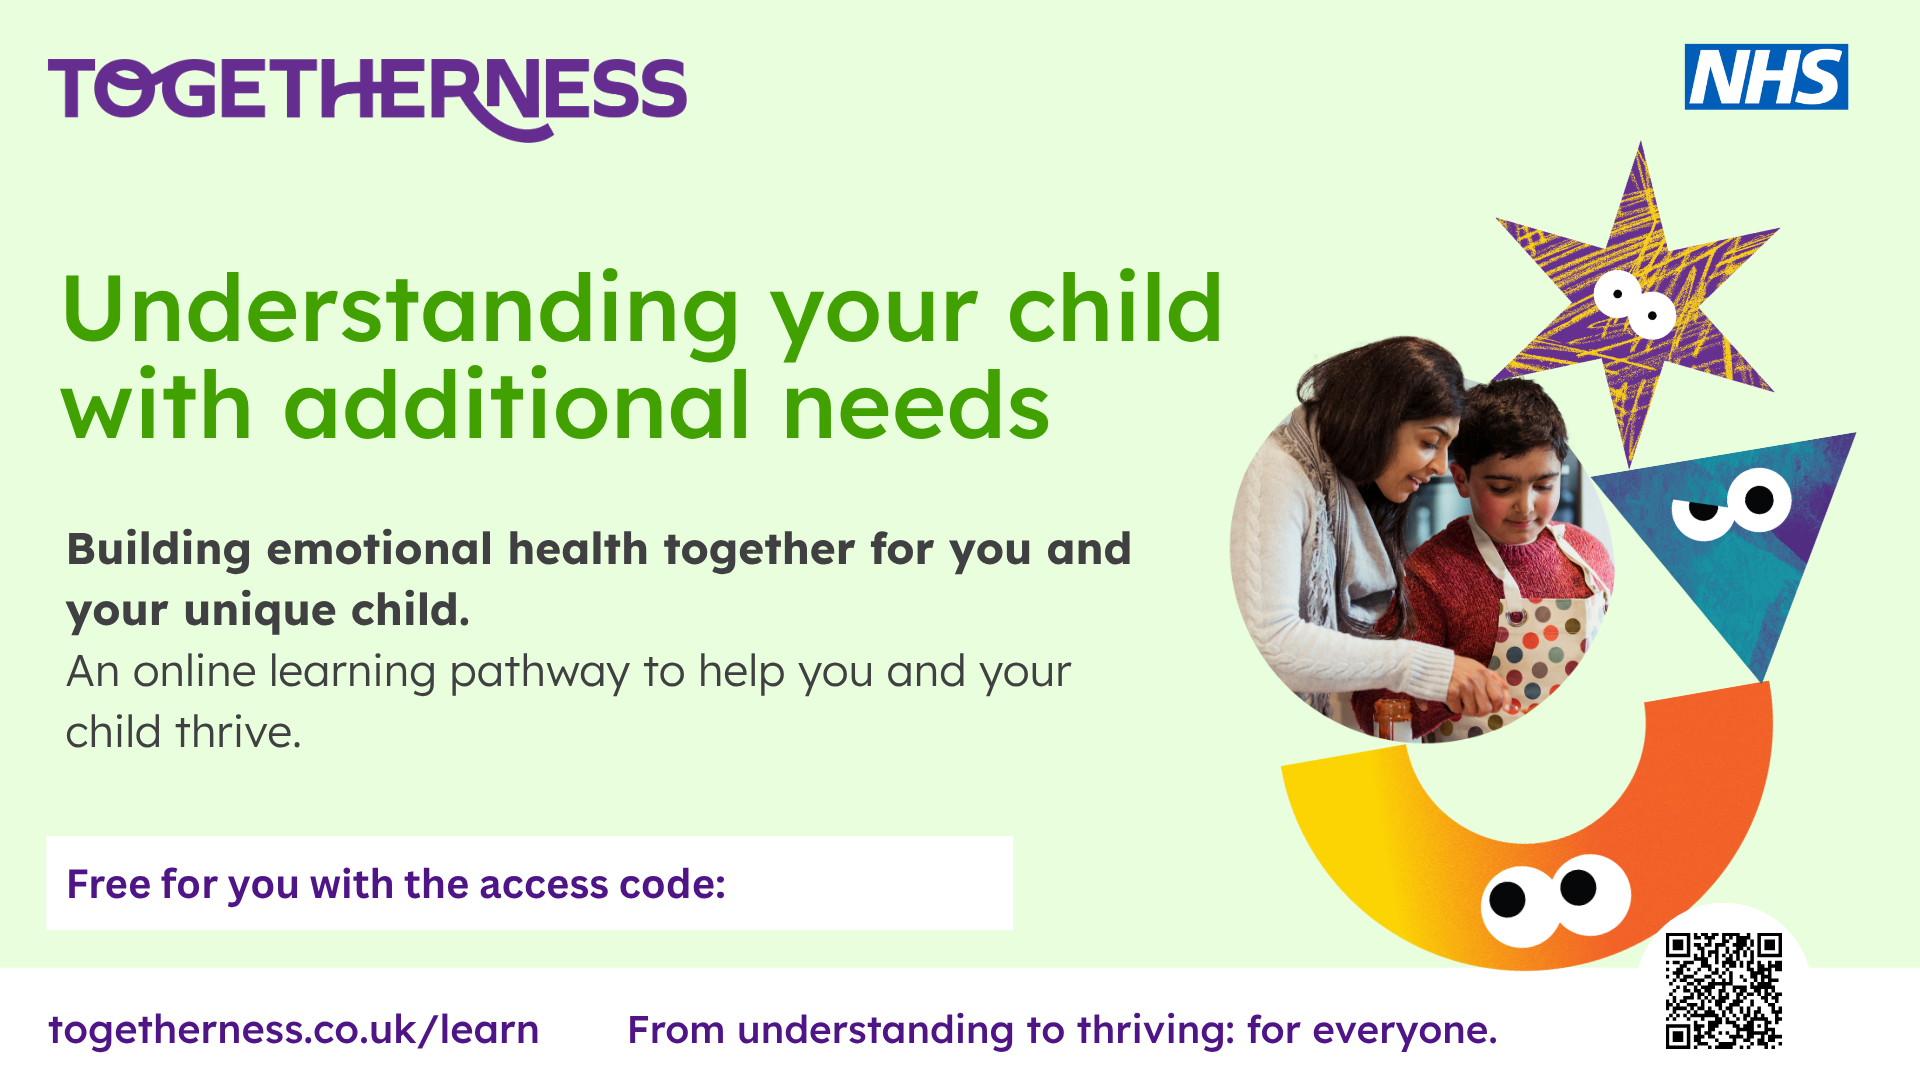 TOGETHERNESS
NHS
Understanding your child
with additional needs
Building emotional health together for you and
your unique child.
An online learning pathway to help you and your
child thrive.
Free for you with the access code:
togetherness.co.uk/learn
From understanding to thriving: for everyone.